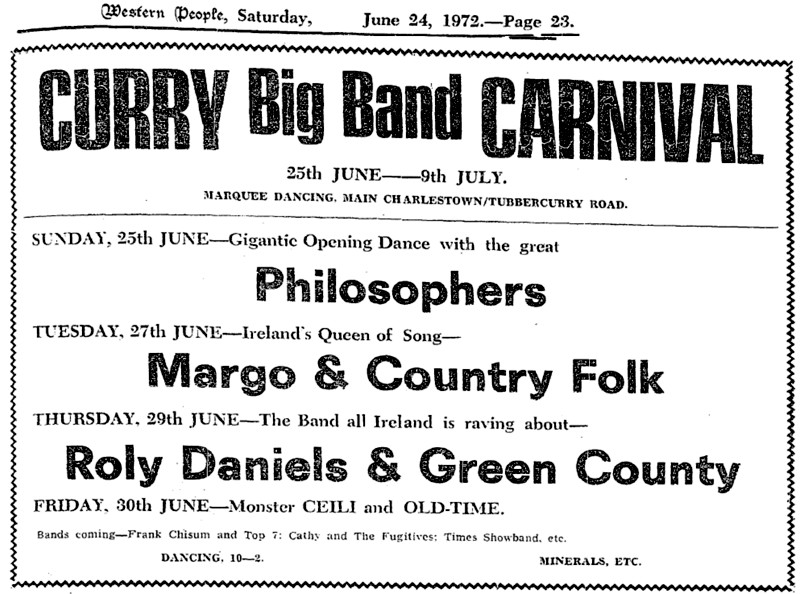 Western People, Saturday, June 24, 1972.—Page 23.
CURRY Big Band CARNIVAL
25th JUNE——9th JULY.
MARQUEE DANCING. MAIN CHARLESTOWN/TUBBERCURRY ROAD.
SUNDAY, 25th JUNE—Gigantic Opening Dance with the great
Philosophers
TUESDAY, 27th JUNE—Ireland's Queen of Song—
Margo & Country Folk
THURSDAY, 29th JUNE—The Band all Ireland is raving about—
Roly Daniels & Green County
FRIDAY, 30th JUNE—Monster CEILI and OLD-TIME.
Bands coming—Frank Chisum and Top 7; Cathy and The Fugitives; Times Showband, etc.
DANCING, 10—2. MINERALS, ETC.